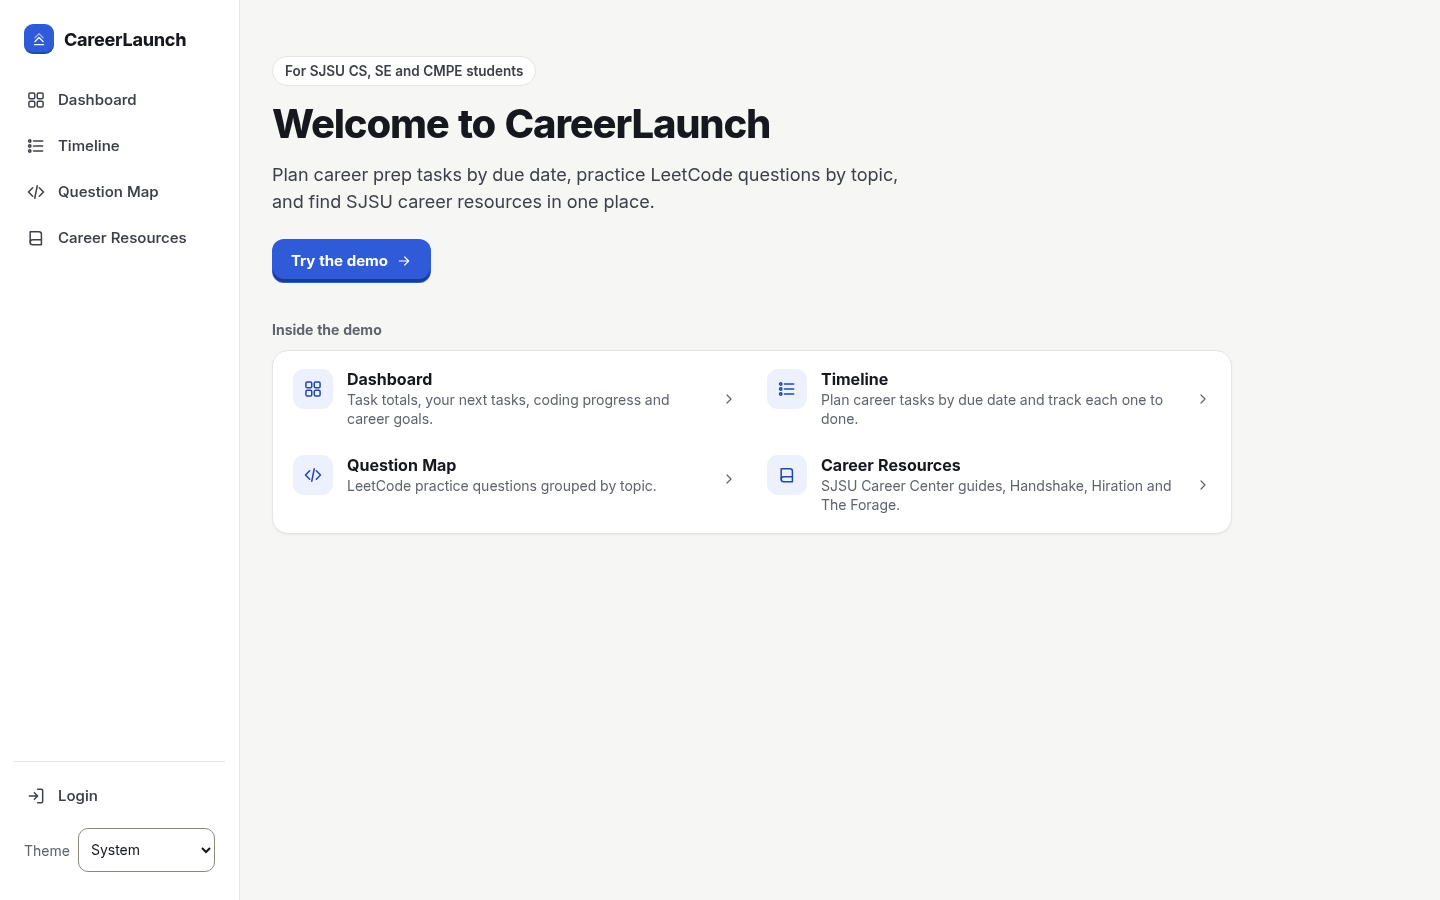 CareerLaunch
Dashboard
Timeline
Question Map
Career Resources
Login
Theme
System
For SJSU CS, SE and CMPE students
Welcome to CareerLaunch
Plan career prep tasks by due date, practice LeetCode questions by topic,
and find SJSU career resources in one place.
Try the demo
Inside the demo
Dashboard
Task totals, your next tasks, coding progress and
career goals.
Timeline
Plan career tasks by due date and track each one to
done.
Question Map
LeetCode practice questions grouped by topic.
Career Resources
SJSU Career Center guides, Handshake, Hiration and
The Forage.